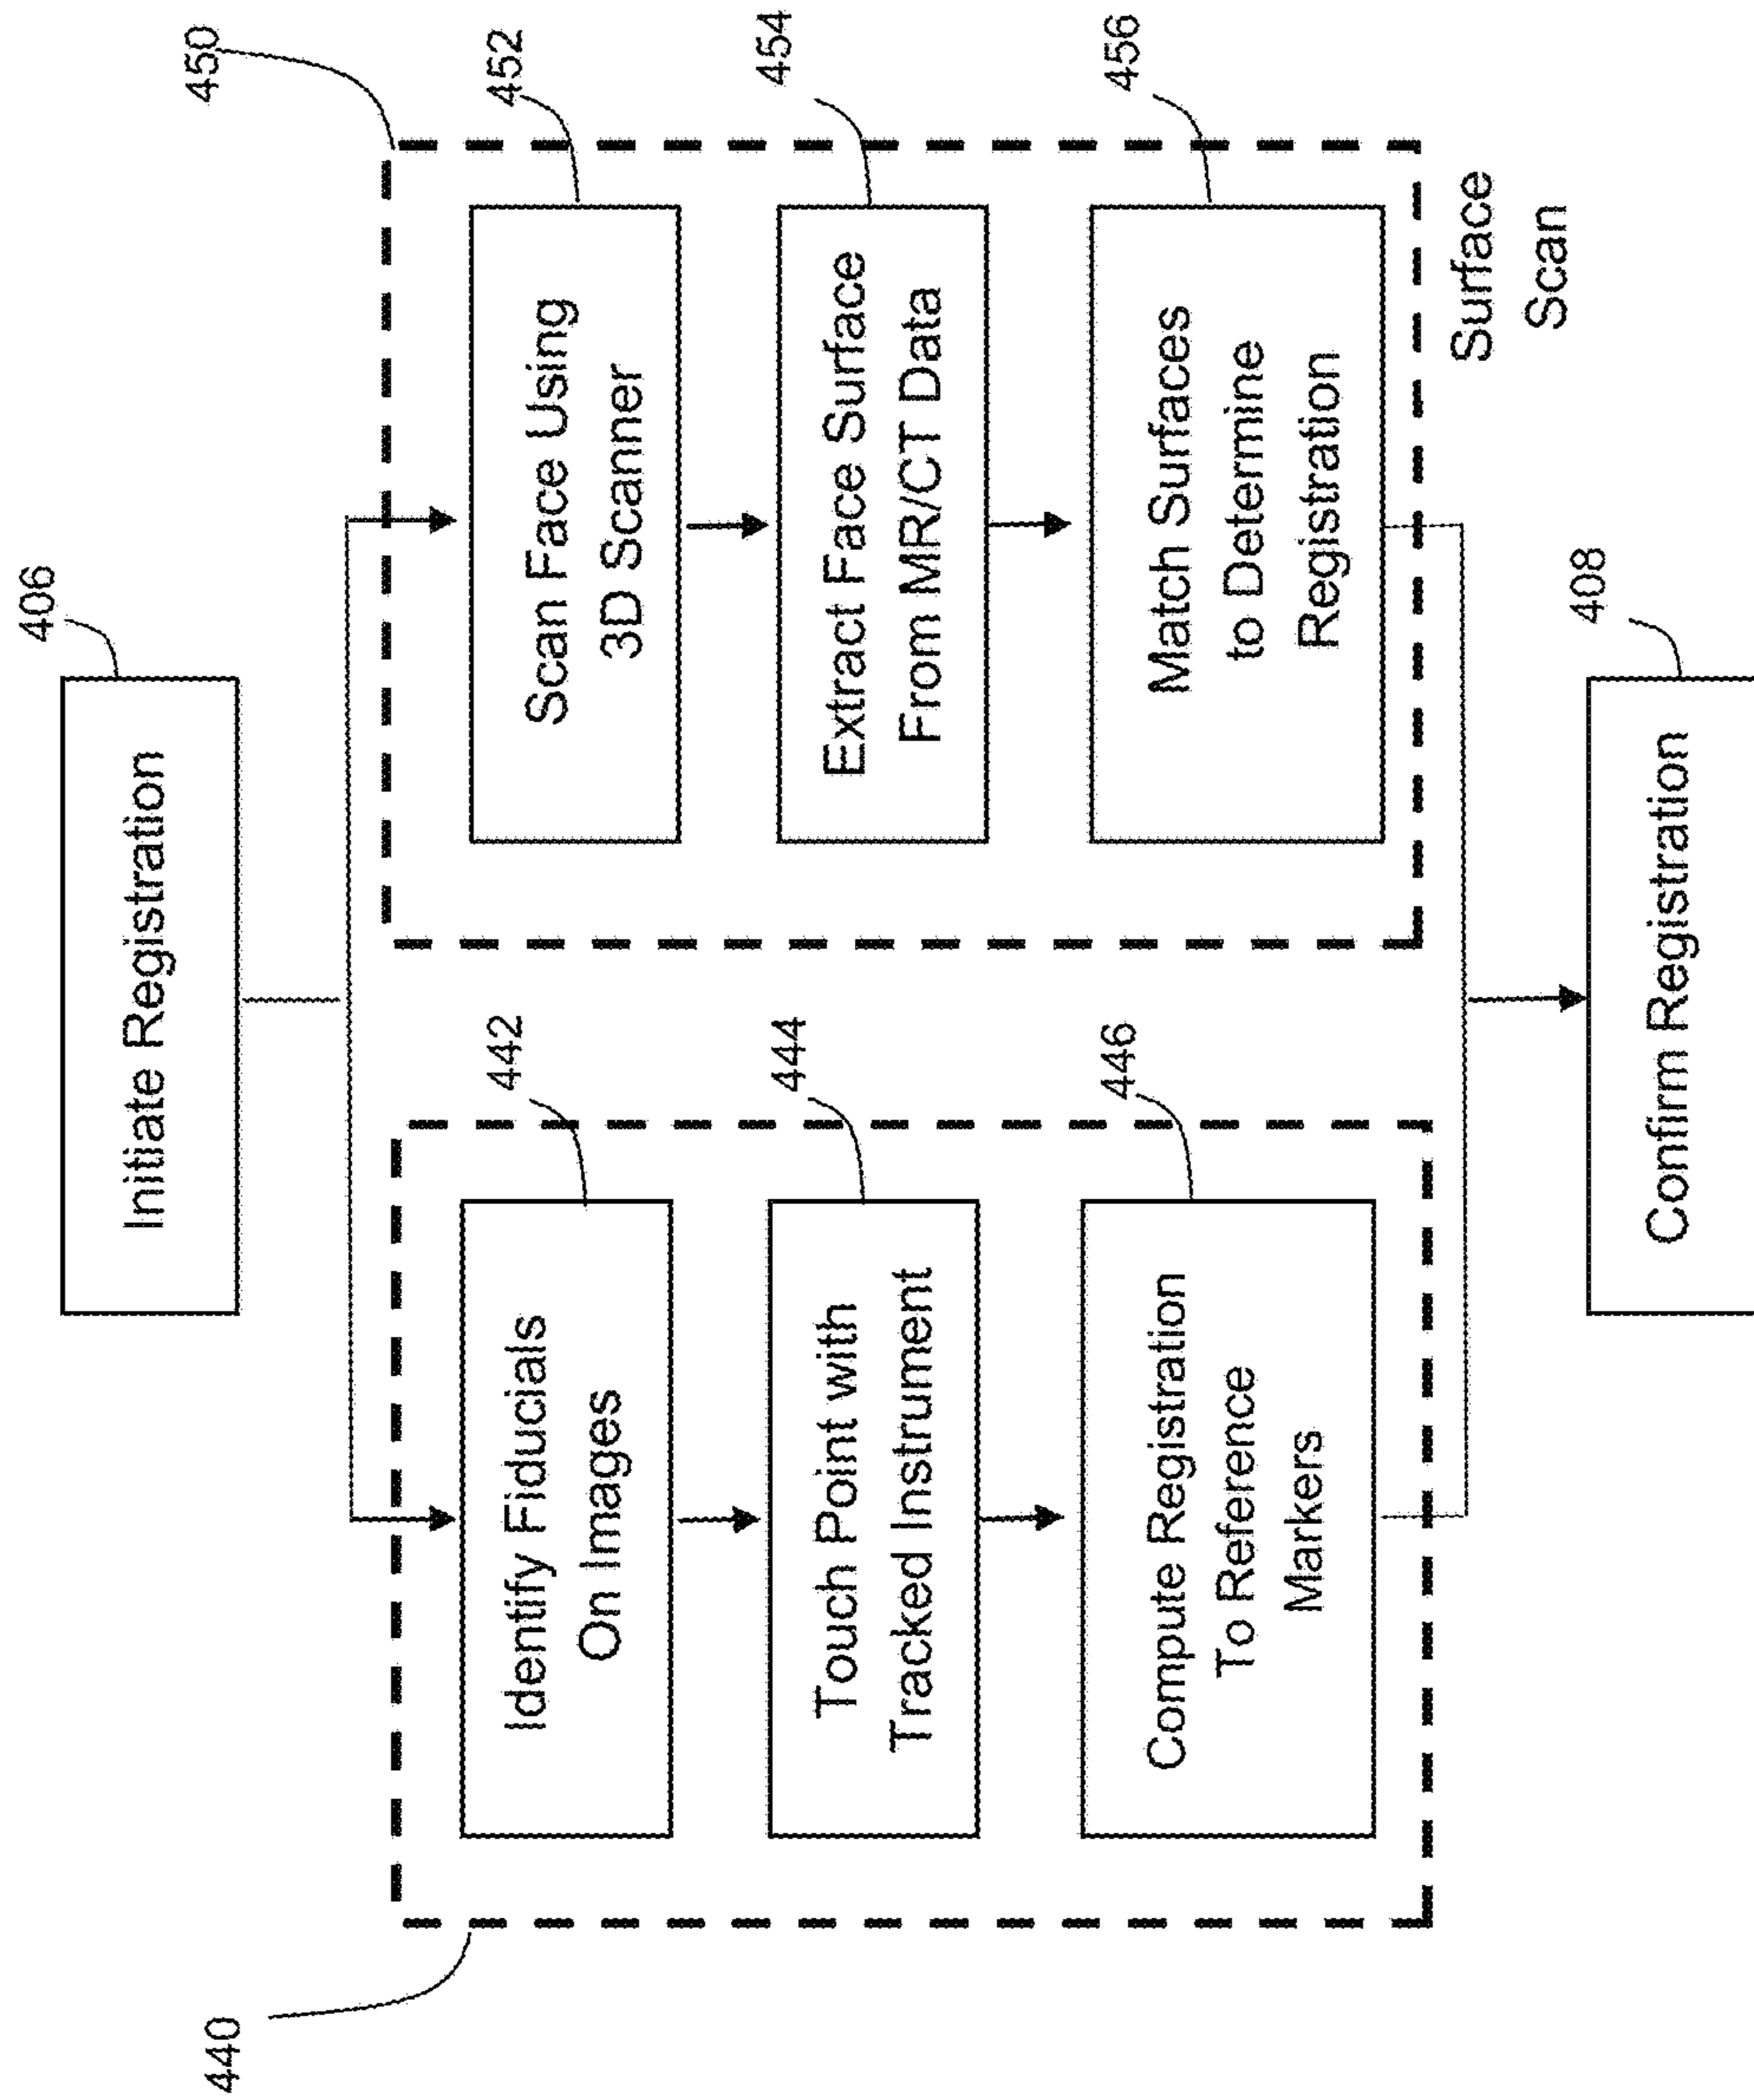 406
Initiate Registration
450
440
442
Identify Fiducials
On Images
444
Touch Point with
Tracked Instrument
446
Compute Registration
To Reference
Markers
452
Scan Face Using
3D Scanner
454
Extract Face Surface
From MR/CT Data
456
Match Surfaces
to Determine
Registration
Surface
Scan
408
Confirm Registration